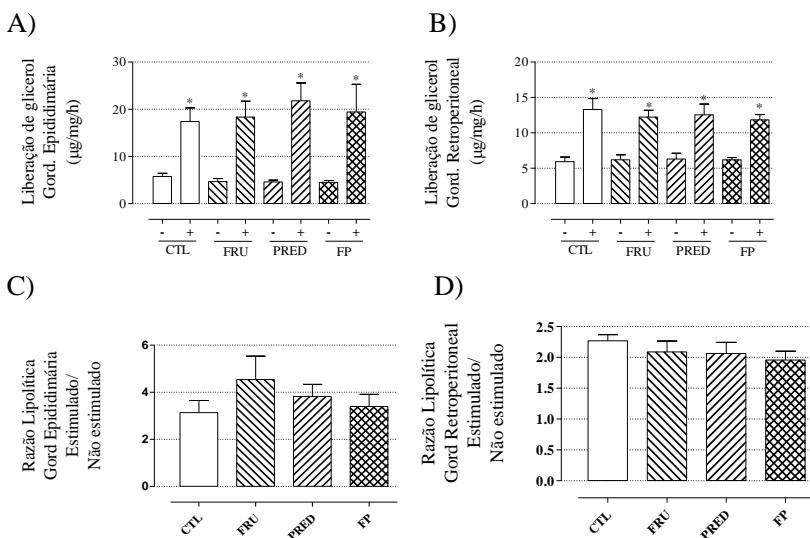 A)
Liberação de glicerol
Gord. Epididimária
(µg/mg/h)
30
20
10
0
* * * *
- + - + - + - +
CTL FRU PRED FP
B)
Liberação de glicerol
Gord. Retroperitoneal
(µg/mg/h)
20
15
10
5
0
* * * *
- + - + - + - +
CTL FRU PRED FP
C)
Razão Lipolítica
Gord Epididimária
Estimulado/
Não estimulado
6
4
2
0
CTL FRU PRED FP
D)
Razão Lipolítica
Gord Retroperitoneal
Estimulado/
Não estimulado
2.5
2.0
1.5
1.0
0.5
0.0
CTL FRU PRED FP